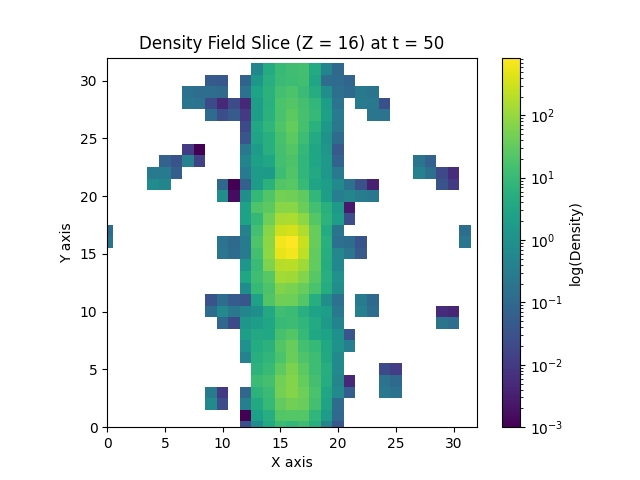 Density Field Slice (Z = 16) at t = 50
30
25
20
15
10
5
0
Y axis
0 5 10 15 20 25 30
X axis
10²
10¹
10⁰
10⁻¹
10⁻²
10⁻³
log(Density)